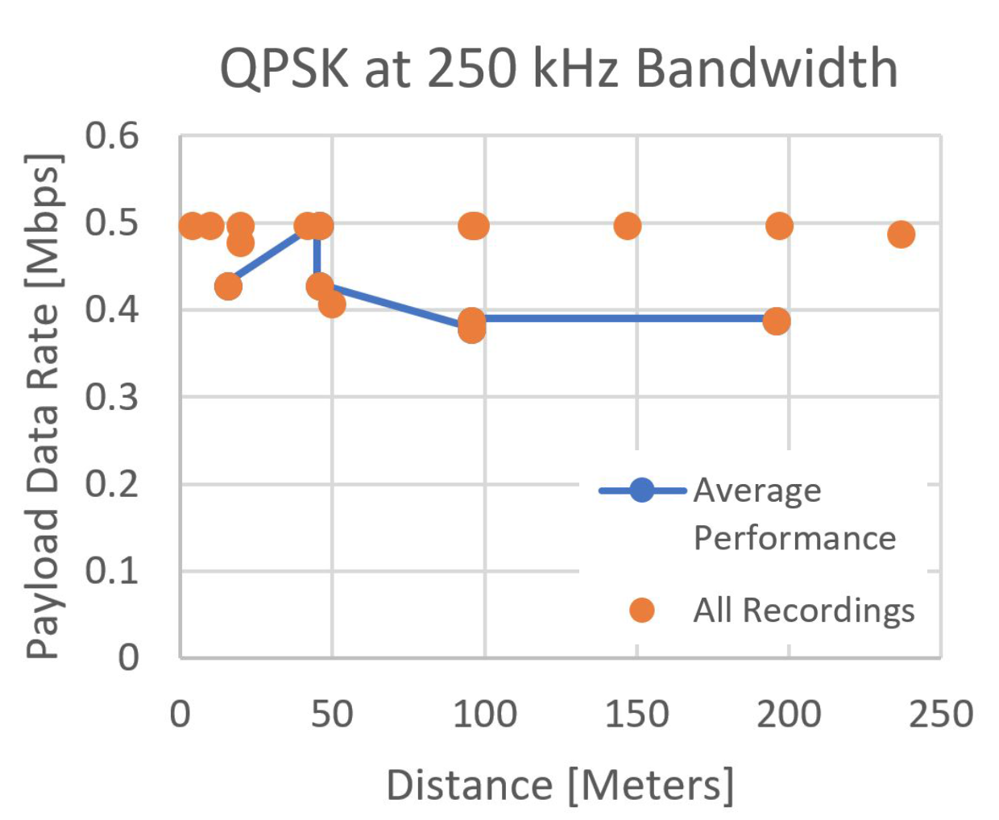 QPSK at 250 kHz Bandwidth
Payload Data Rate [Mbps]
0.6
0.5
0.4
0.3
0.2
0.1
0
Average
Performance
All Recordings
0 50 100 150 200 250
Distance [Meters]